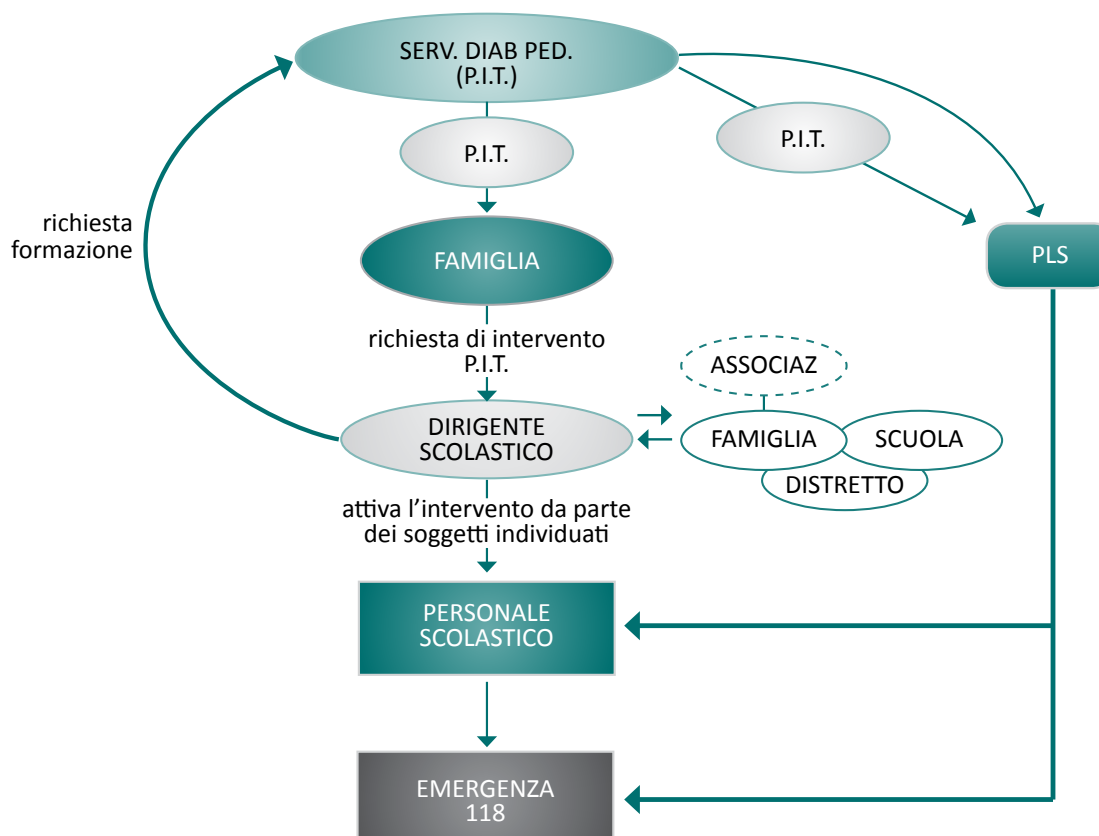 SERV. DIAB PED.
(P.I.T.)
P.I.T.
P.I.T.
richiesta
formazione
FAMIGLIA
PLS
richiesta di intervento
P.I.T.
ASSOCIAZ
DIRIGENTE
SCOLASTICO
FAMIGLIA
SCUOLA
DISTRETTO
attiva l’intervento da parte
dei soggetti individuati
PERSONALE
SCOLASTICO
EMERGENZA
118